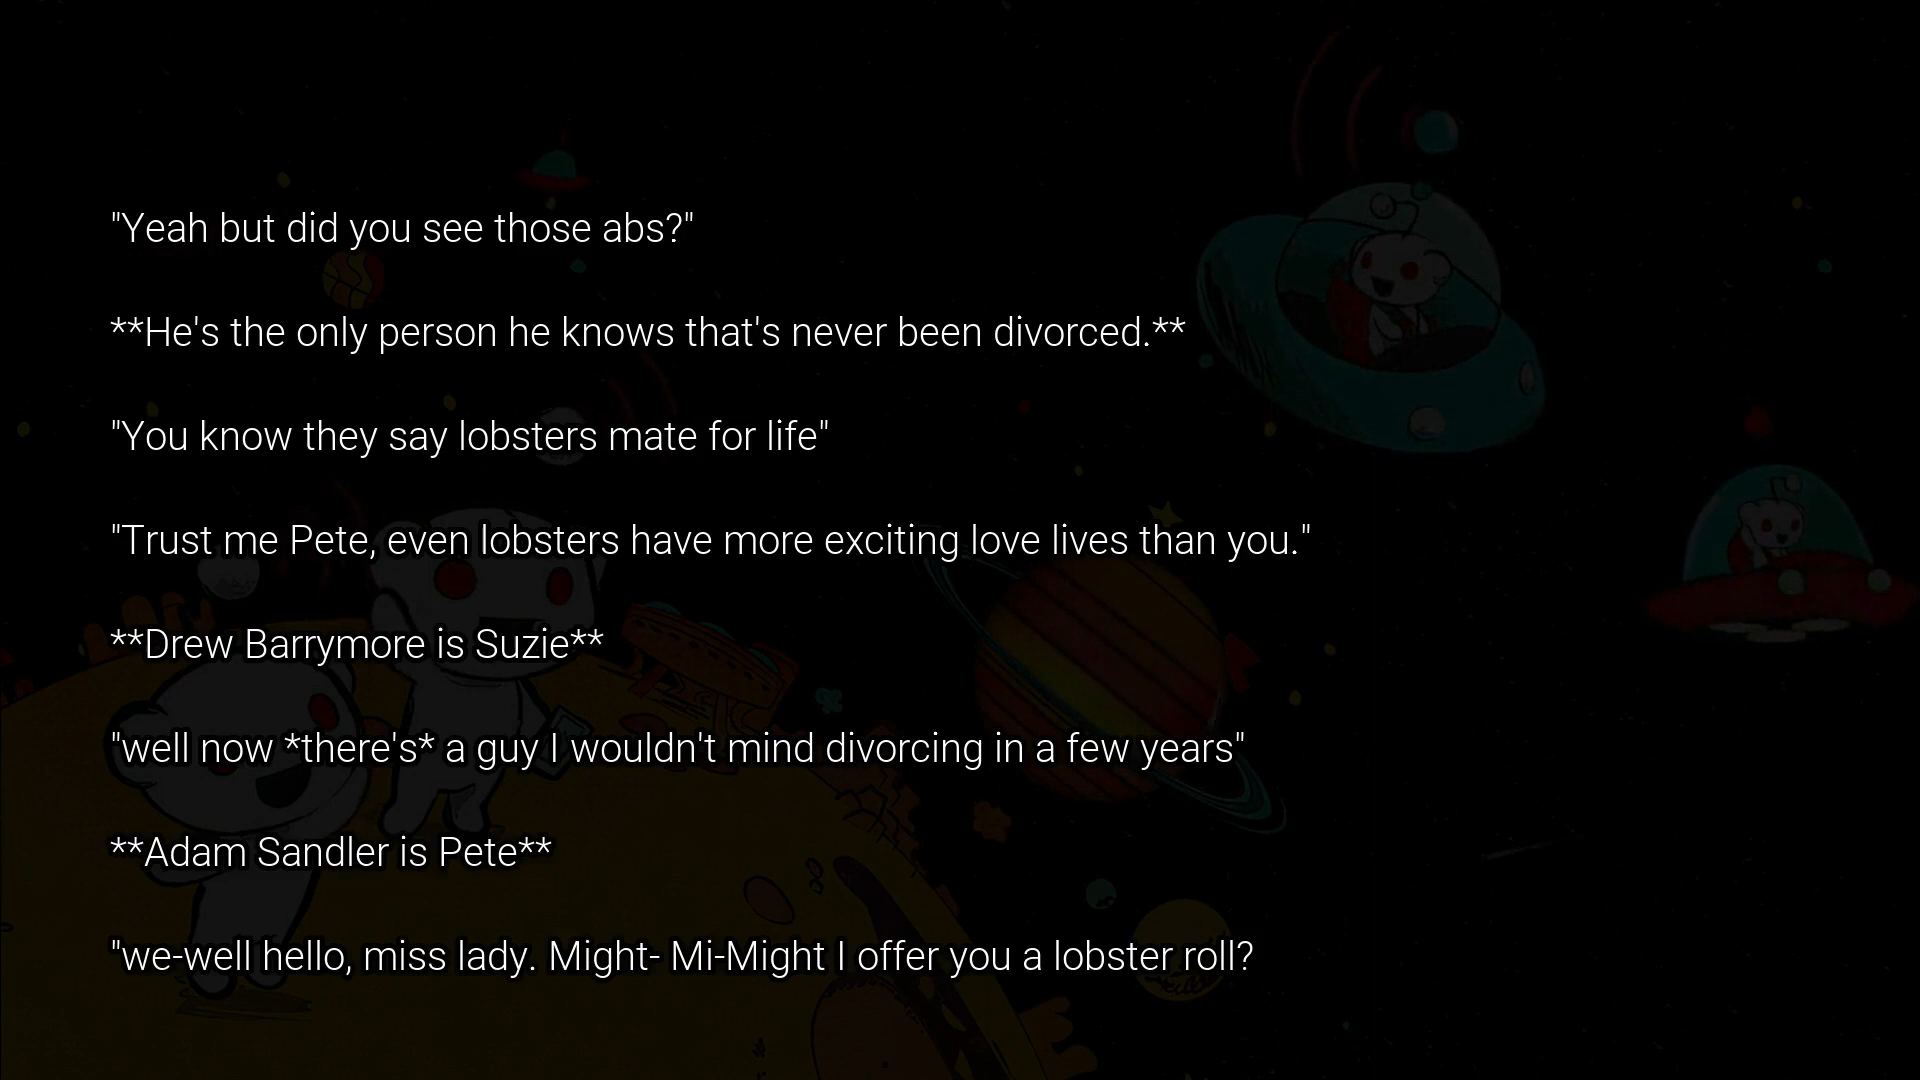 "Yeah but did you see those abs?"
**He's the only person he knows that's never been divorced.**
"You know they say lobsters mate for life"
"Trust me Pete, even lobsters have more exciting love lives than you."
**Drew Barrymore is Suzie**
"well now *there's* a guy I wouldn't mind divorcing in a few years"
**Adam Sandler is Pete**
"we-well hello, miss lady. Might- Mi-Might I offer you a lobster roll?